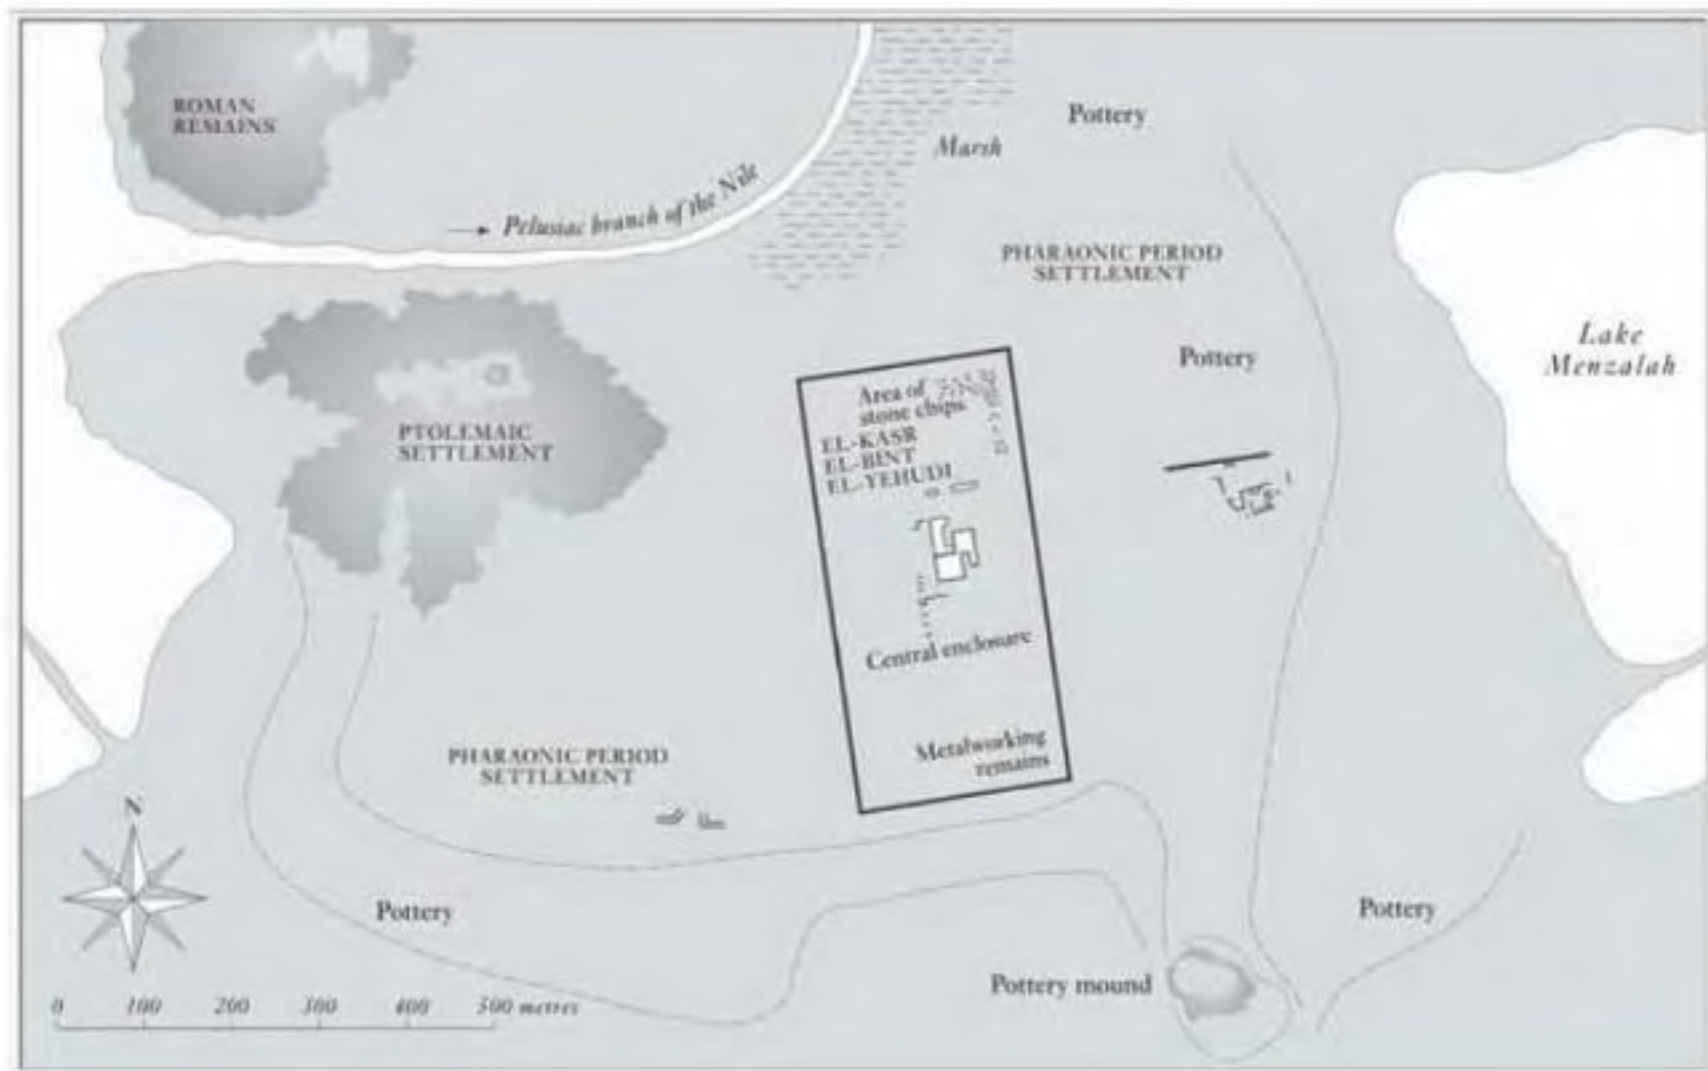 ROMAN
REMAINS
Pottery
Marsh
Pelusiac branch of the Nile
PHARAONIC PERIOD
SETTLEMENT
Lake
Menzalah
Pottery
Area of
stone chips
EL-KASR
EL-BINT
EL-YEHUDI
PTOLEMAIC
SETTLEMENT
Central enclosure
Metalworking
remains
PHARAONIC PERIOD
SETTLEMENT
N
Pottery
Pottery
Pottery mound
0 100 200 300 400 500 metres